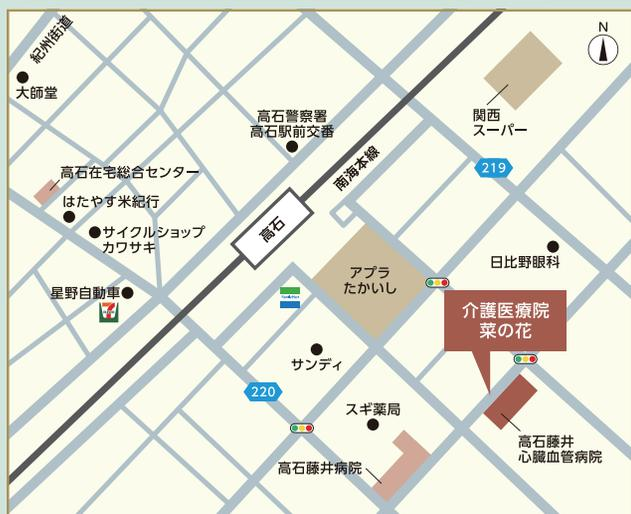 紀州街道
N
大師堂
関西
スーパー
高石警察署
高石駅前交番
南海本線
219
高石在宅総合センター
はたやす米紀行
サイクルショップ
カワサキ
高石
日比野眼科
アプラ
たかいし
星野自動車
FamilyMart
介護医療院
菜の花
サンディ
220
スギ薬局
高石藤井
心臓血管病院
高石藤井病院